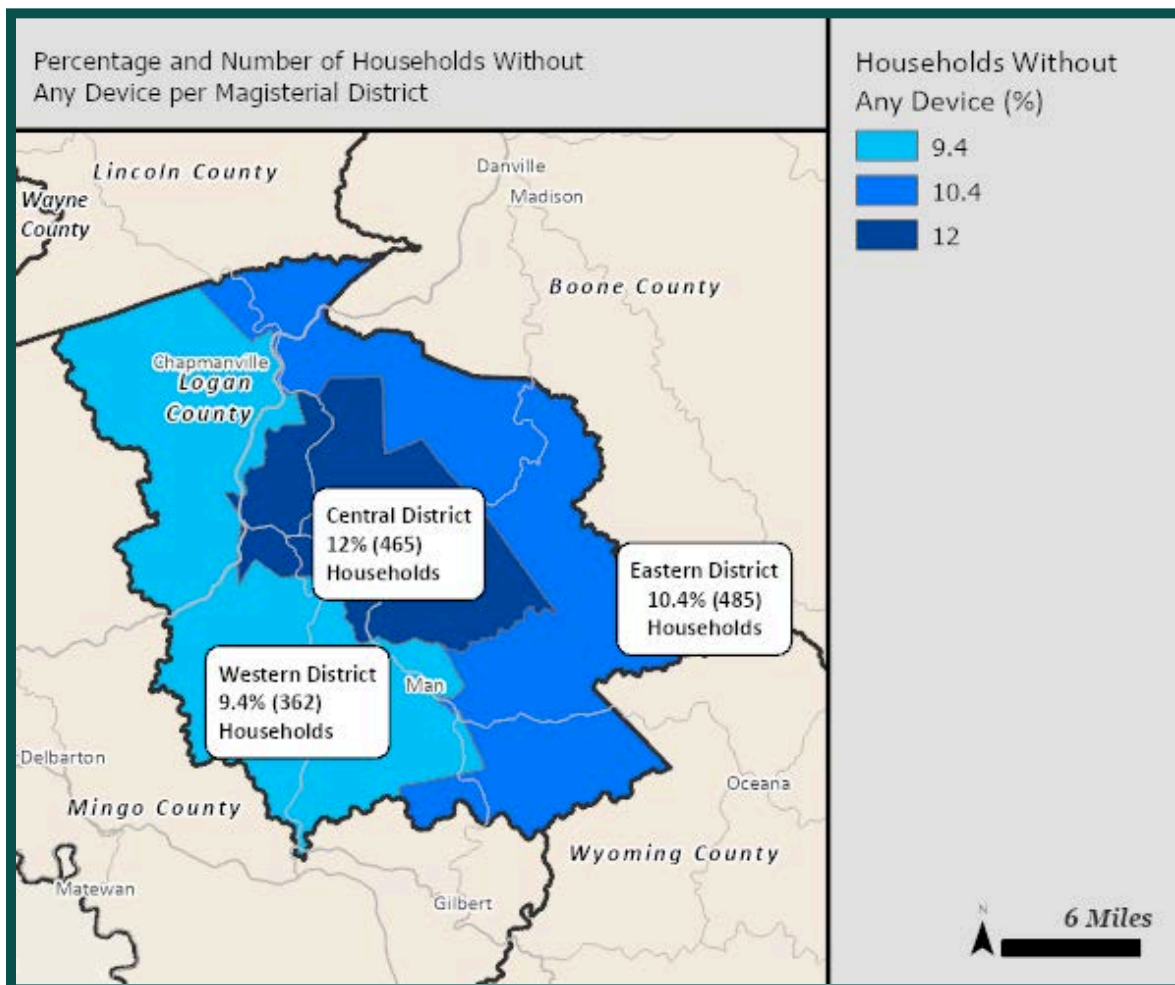 Percentage and Number of Households Without
Any Device per Magisterial District
Households Without
Any Device (%)
9.4
10.4
12
Lincoln County
Wayne
County
Danville
Madison
Boone County
Chapmanville
Logan
County
Central District
12% (465)
Households
Eastern District
10.4% (485)
Households
Western District
9.4% (362)
Households
Man
Delbarton
Mingo County
Oceana
Wyoming County
Matewan
Gilbert
N
6 Miles